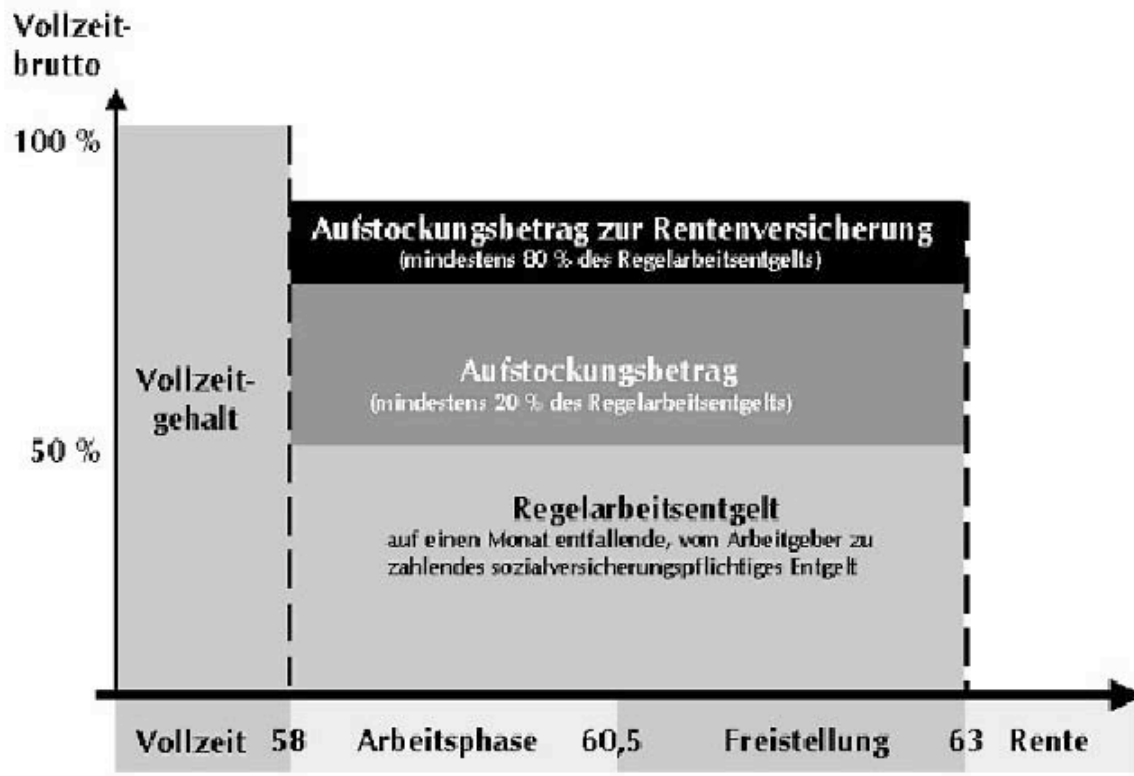 Vollzeit-
brutto
100 %
Aufstockungsbetrag zur Rentenversicherung
(mindestens 80 % des Regelarbeitsentgelts)
Vollzeit-
gehalt
Aufstockungsbetrag
(mindestens 20 % des Regelarbeitsentgelts)
50 %
Regelarbeitsentgelt
auf einen Monat entfallende, vom Arbeitgeber zu
zahlendes sozialversicherungspflichtiges Entgelt
Vollzeit 58 Arbeitsphase 60,5 Freistellung 63 Rente